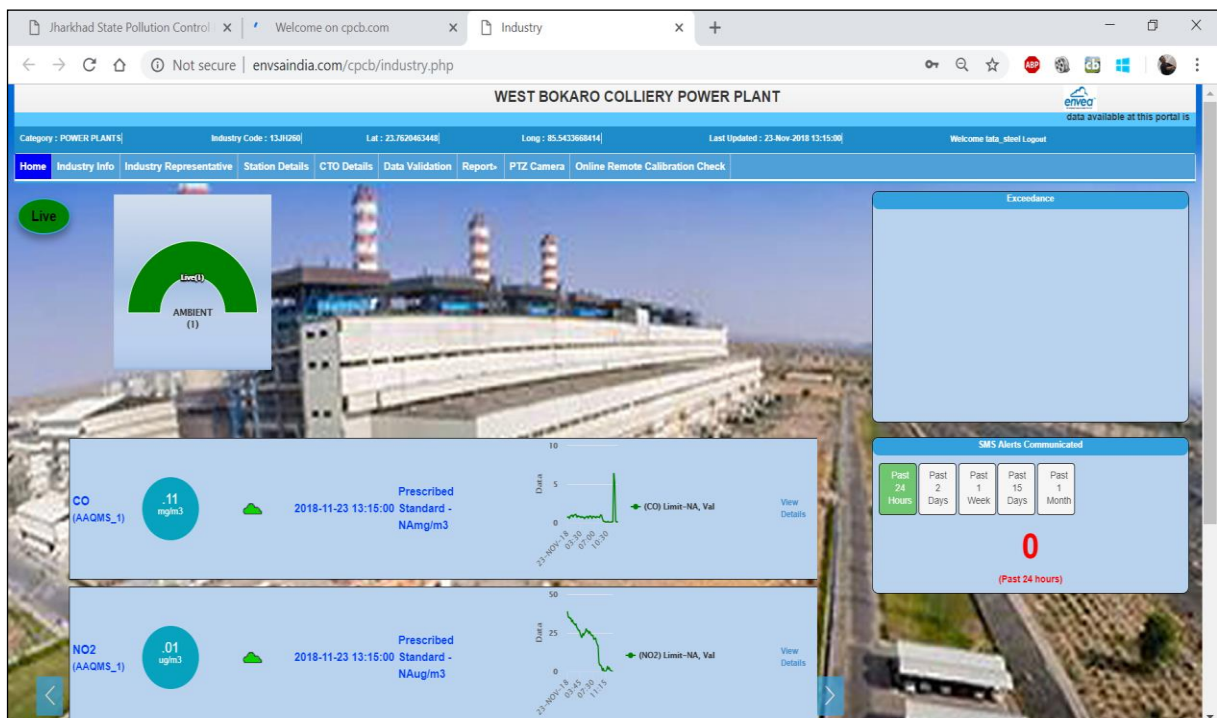 Jharkhad State Pollution Control
Welcome on cpcb.com
Industry
Not secure | envsaindia.com/cpcb/industry.php
ABP
WEST BOKARO COLLIERY POWER PLANT
envea
data available at this portal is
Category : POWER PLANTS| Industry Code : 13JH260| Lat : 23.7620463448| Long : 85.5433668414| Last Updated : 23-Nov-2018 13:15:00| Welcome tata_steel Logout
Home Industry Info Industry Representative Station Details CTO Details Data Validation Report» PTZ Camera Online Remote Calibration Check
Live
Live(1)
AMBIENT
(1)
Exceedance
SMS Alerts Communicated
Past 24 Hours
Past 2 Days
Past 1 Week
Past 15 Days
Past 1 Month
0
(Past 24 hours)
CO
(AAQMS_1)
.11
mg/m3
2018-11-23 13:15:00
Prescribed
Standard -
NAmg/m3
10
5
0
Data
23-NOV-18
03:30
07:00
10:30
(CO) Limit-NA, Val
View
Details
NO2
(AAQMS_1)
.01
ug/m3
2018-11-23 13:15:00
Prescribed
Standard -
NAug/m3
50
25
0
Data
23-NOV-18
03:45
07:30
11:15
(NO2) Limit-NA, Val
View
Details